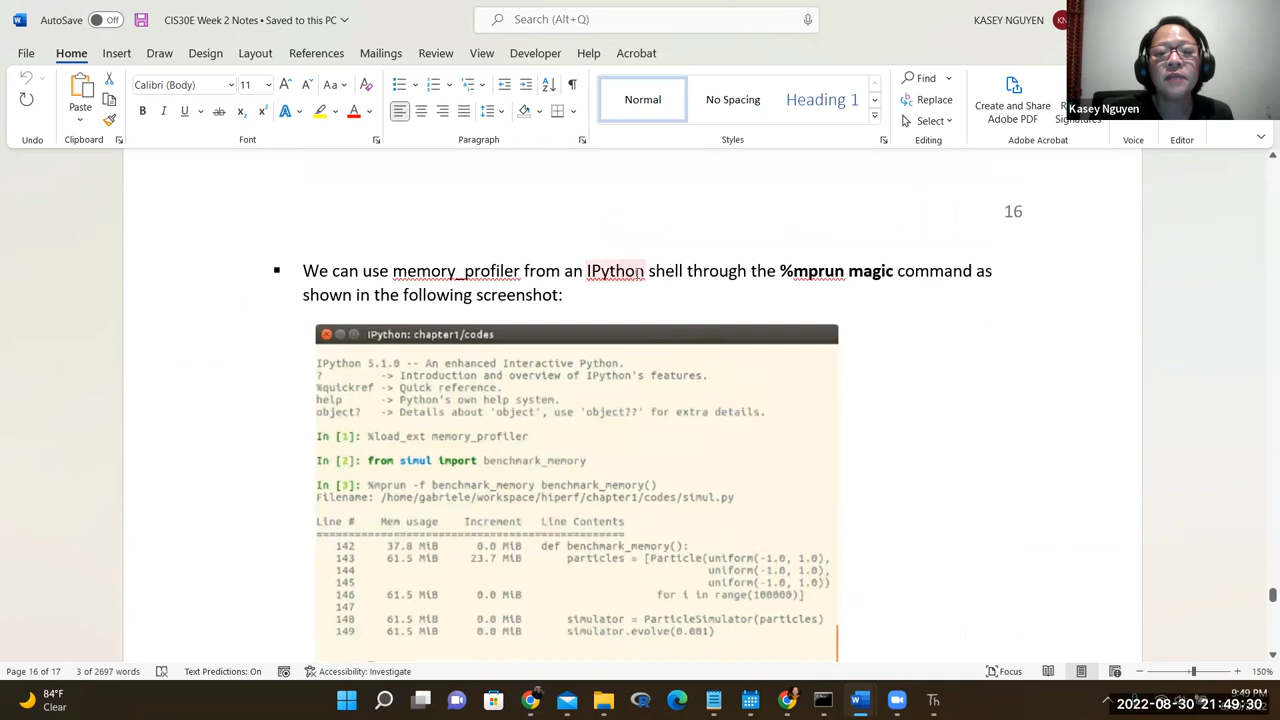 AutoSave Off CIS30E Week 2 Notes • Saved to this PC Search (Alt+Q) KASEY NGUYEN
File Home Insert Draw Design Layout References Mailings Review View Developer Help Acrobat
Kasey Nguyen
Calibri (Body) 11
Paste
Normal No Spacing Heading 1
Find
Replace
Select
Create and Share
Adobe PDF
Undo Clipboard Font Paragraph Styles Editing Adobe Acrobat Voice Editor
16
▪ We can use memory_profiler from an IPython shell through the %mprun magic command as
shown in the following screenshot:
IPython: chapter1/codes
IPython 5.1.0 -- An enhanced Interactive Python.
? -> Introduction and overview of IPython's features.
%quickref -> Quick reference.
help -> Python's own help system.
object? -> Details about 'object', use 'object??' for extra details.
In [1]: %load_ext memory_profiler
In [2]: from simul import benchmark_memory
In [3]: %mprun -f benchmark_memory benchmark_memory()
Filename: /home/gabriele/workspace/hiperf/chapter1/codes/simul.py
Line # Mem usage Increment Line Contents
================================================
142 37.8 MiB 0.0 MiB def benchmark_memory():
143 61.5 MiB 23.7 MiB particles = [Particle(uniform(-1.0, 1.0),
144 uniform(-1.0, 1.0),
145 uniform(-1.0, 1.0))
146 61.5 MiB 0.0 MiB for i in range(100000)]
147
148 61.5 MiB 0.0 MiB simulator = ParticleSimulator(particles)
149 61.5 MiB 0.0 MiB simulator.evolve(0.001)
Page 16 of 17 3 of 2697 words Text Predictions: On Accessibility: Investigate Focus 150%
84°F
Clear
2022-08-30 21:49:30